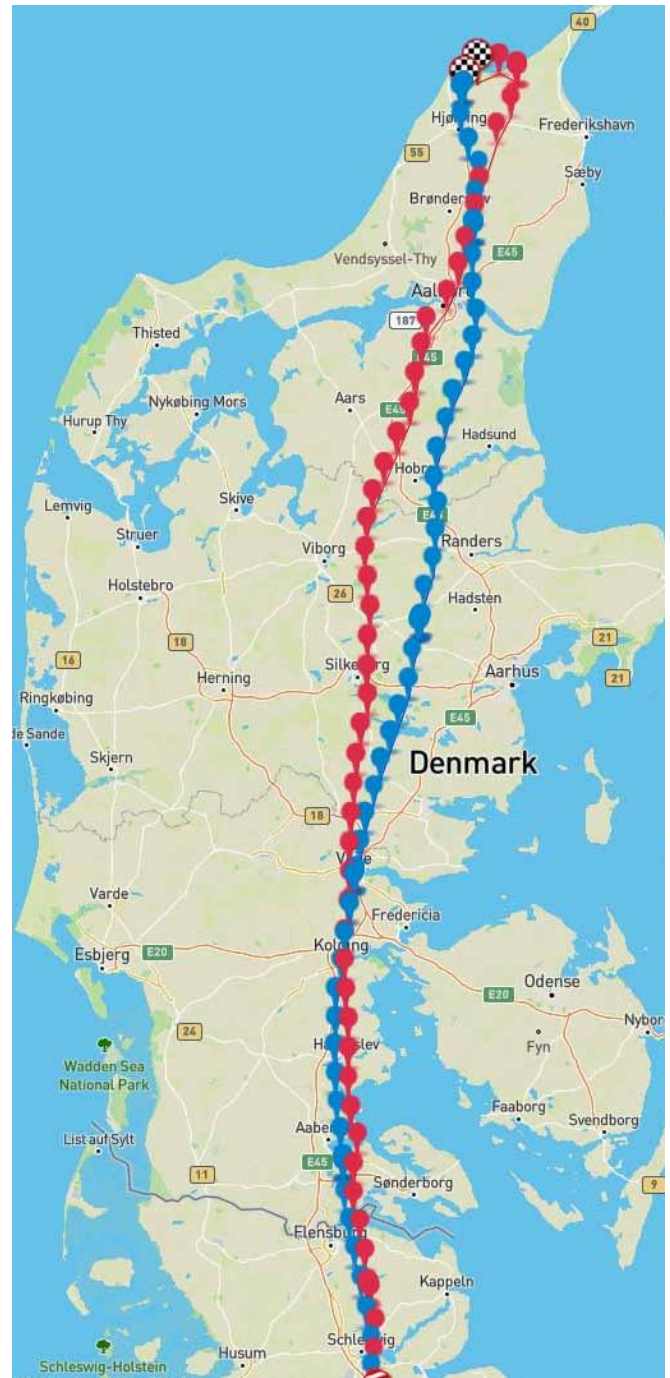 40
Hjørring
Frederikshavn
55
Sæby
Brønderslev
E45
Vendsyssel-Thy
Aalborg
187
Thisted
E45
Nykøbing Mors
Aars
E45
Hurup Thy
Hadsund
Hobro
Skive
Lemvig
E45
Struer
Viborg
Randers
Holstebro
26
Hadsten
18
21
16
Silkeborg
Herning
Aarhus
21
Ringkøbing
E45
de Sande
Skjern
Denmark
18
Vejle
Varde
Fredericia
Esbjerg
E20
Kolding
Odense
E20
Nyborg
24
Fyn
Haderslev
Wadden Sea
National Park
Faaborg
Svendborg
List auf Sylt
E45
11
Sønderborg
9
Flensburg
Kappeln
Schleswig
Husum
Schleswig-Holstein